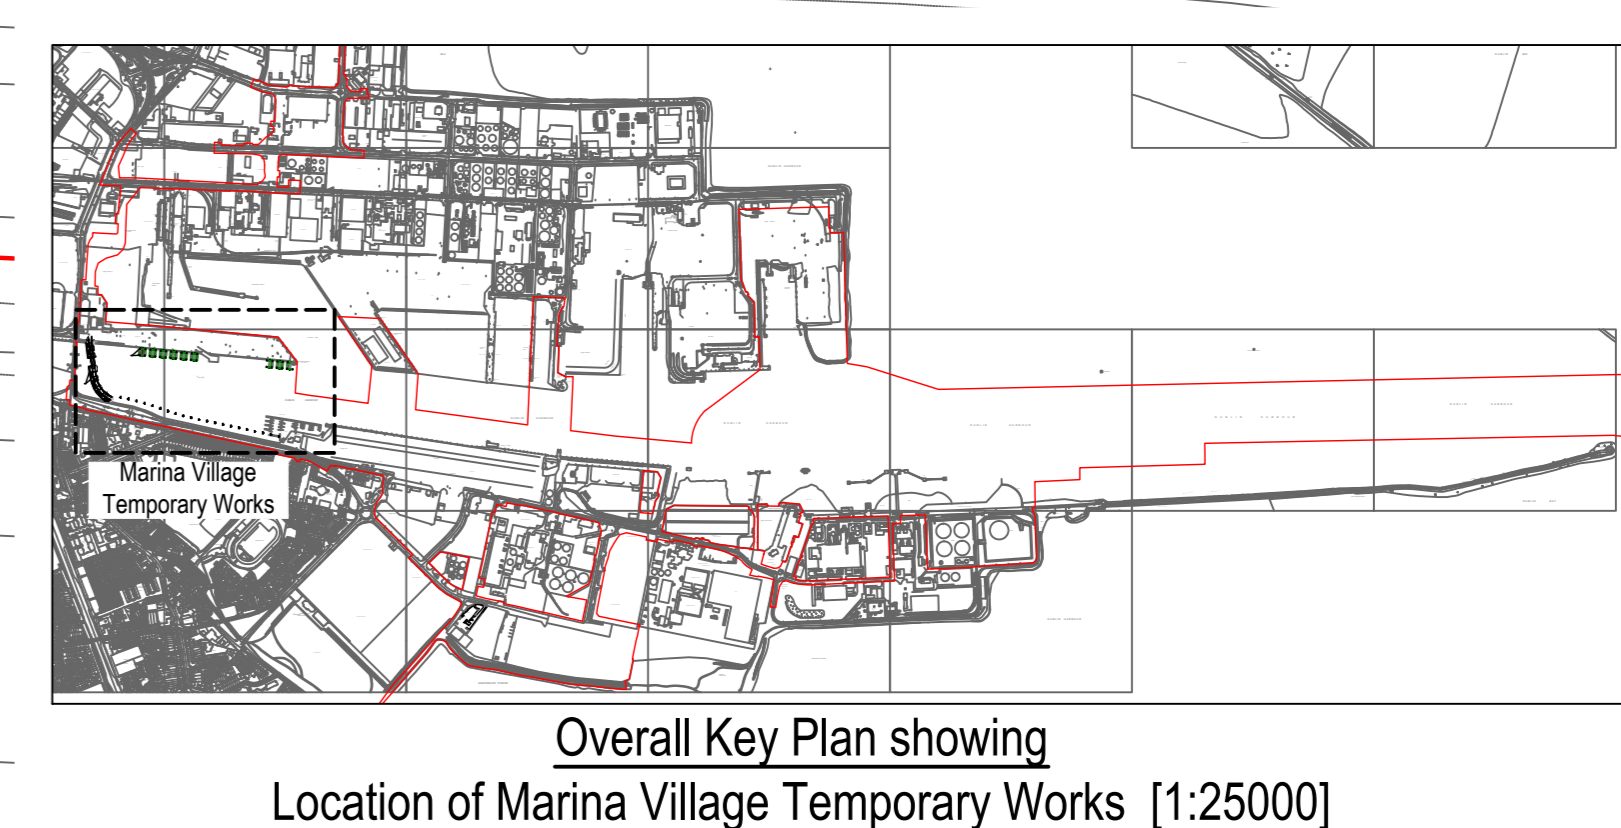 Marina Village
Temporary Works
Overall Key Plan showing
Location of Marina Village Temporary Works [1:25000]